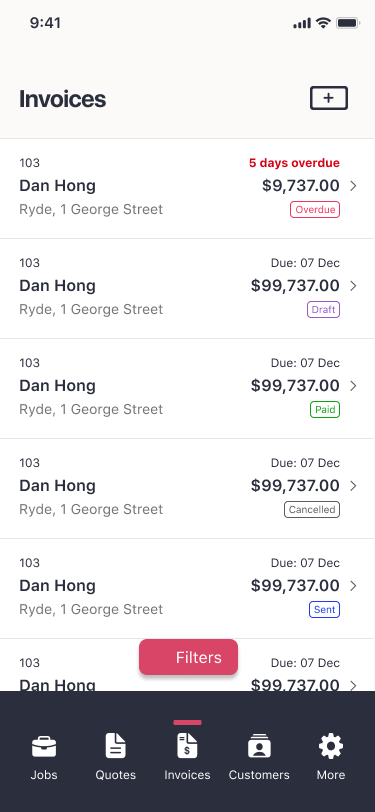 9:41
Invoices
+
103 5 days overdue
Dan Hong $9,737.00
Ryde, 1 George Street Overdue
103 Due: 07 Dec
Dan Hong $99,737.00
Ryde, 1 George Street Draft
103 Due: 07 Dec
Dan Hong $99,737.00
Ryde, 1 George Street Paid
103 Due: 07 Dec
Dan Hong $99,737.00
Ryde, 1 George Street Cancelled
103 Due: 07 Dec
Dan Hong $99,737.00
Ryde, 1 George Street Sent
103 Due: 07 Dec
Filters
Dan Hong $99,737.00
$
Jobs Quotes Invoices Customers More